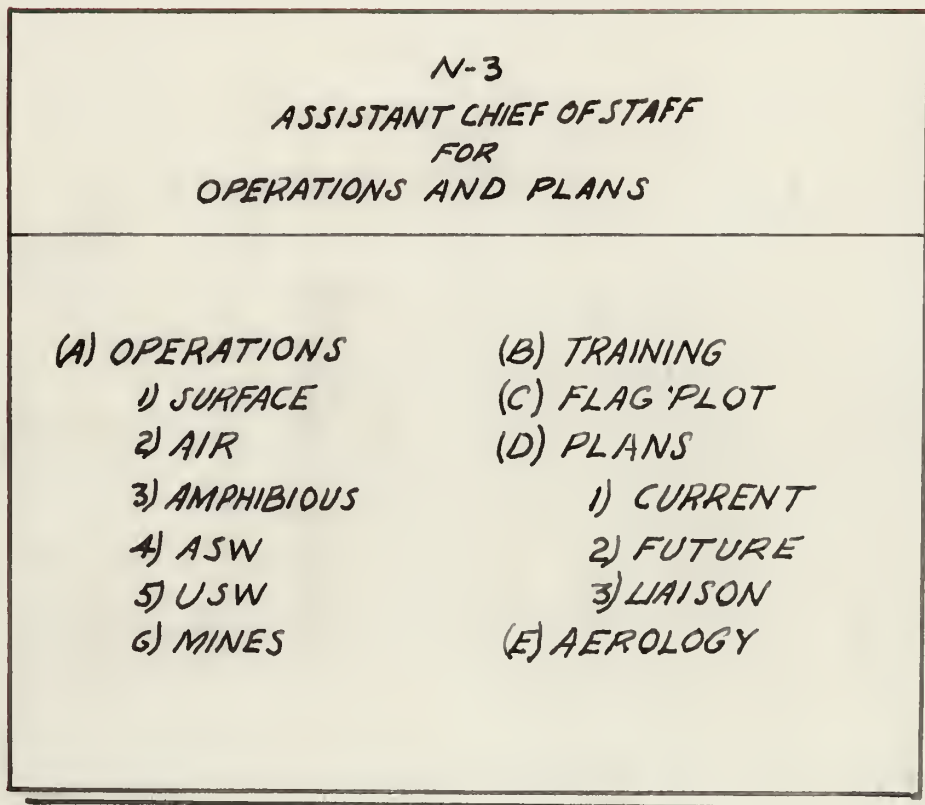 N-3
ASSISTANT CHIEF OF STAFF
FOR
OPERATIONS AND PLANS
(A) OPERATIONS
1) SURFACE
2) AIR
3) AMPHIBIOUS
4) ASW
5) USW
6) MINES
(B) TRAINING
(C) FLAG PLOT
(D) PLANS
1) CURRENT
2) FUTURE
3) LIAISON
(E) AEROLOGY